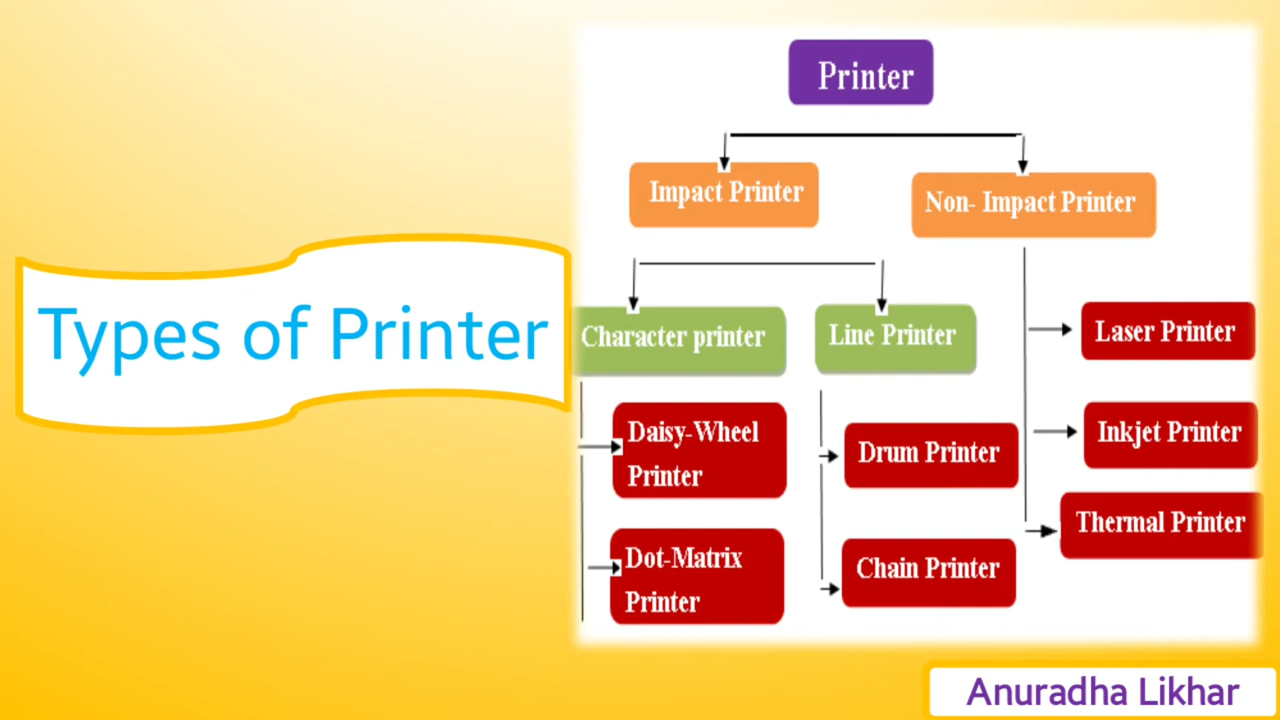 Types of Printer
Printer
Impact Printer
Non- Impact Printer
Character printer
Line Printer
Daisy-Wheel
Printer
Dot-Matrix
Printer
Drum Printer
Chain Printer
Laser Printer
Inkjet Printer
Thermal Printer
Anuradha Likhar